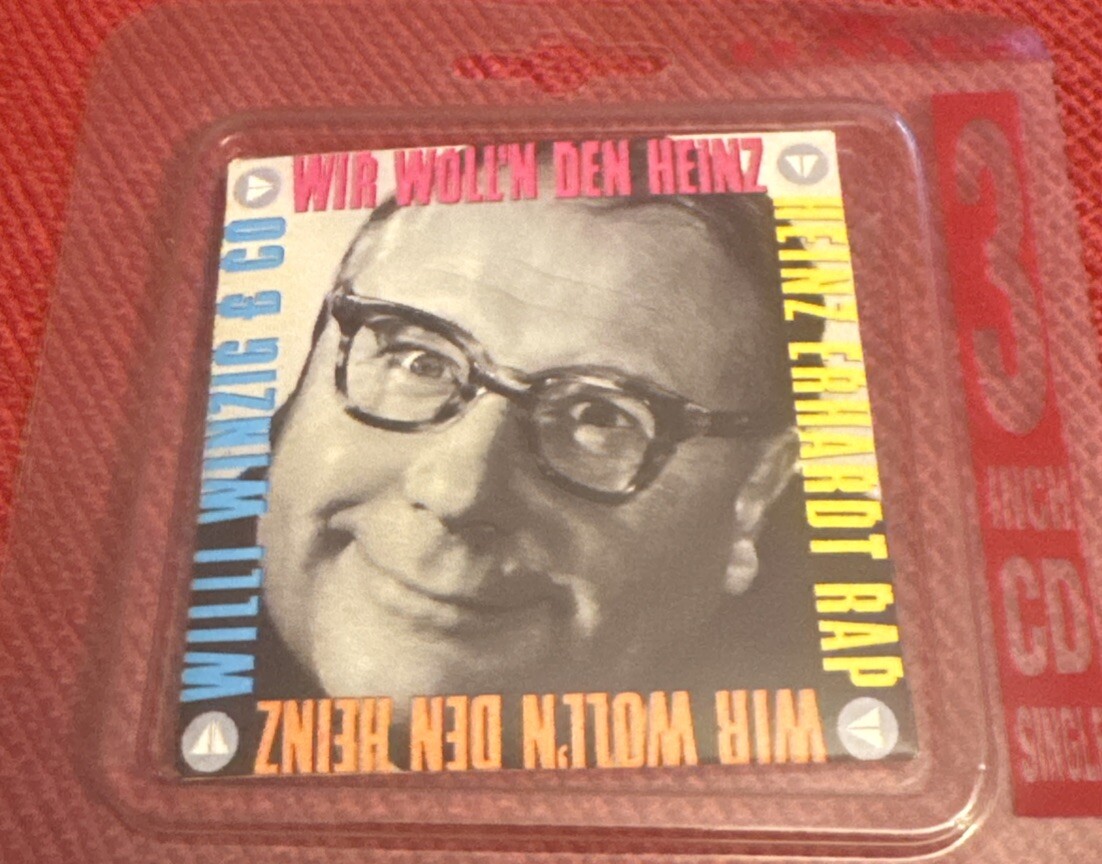 WIR WOLL'N DEN HEINZ
HEINZ ERHARDT RAP
WIR WOLL'N DEN HEINZ
WILLI WINZIG & CO
3
INCH
CD
SINGLE